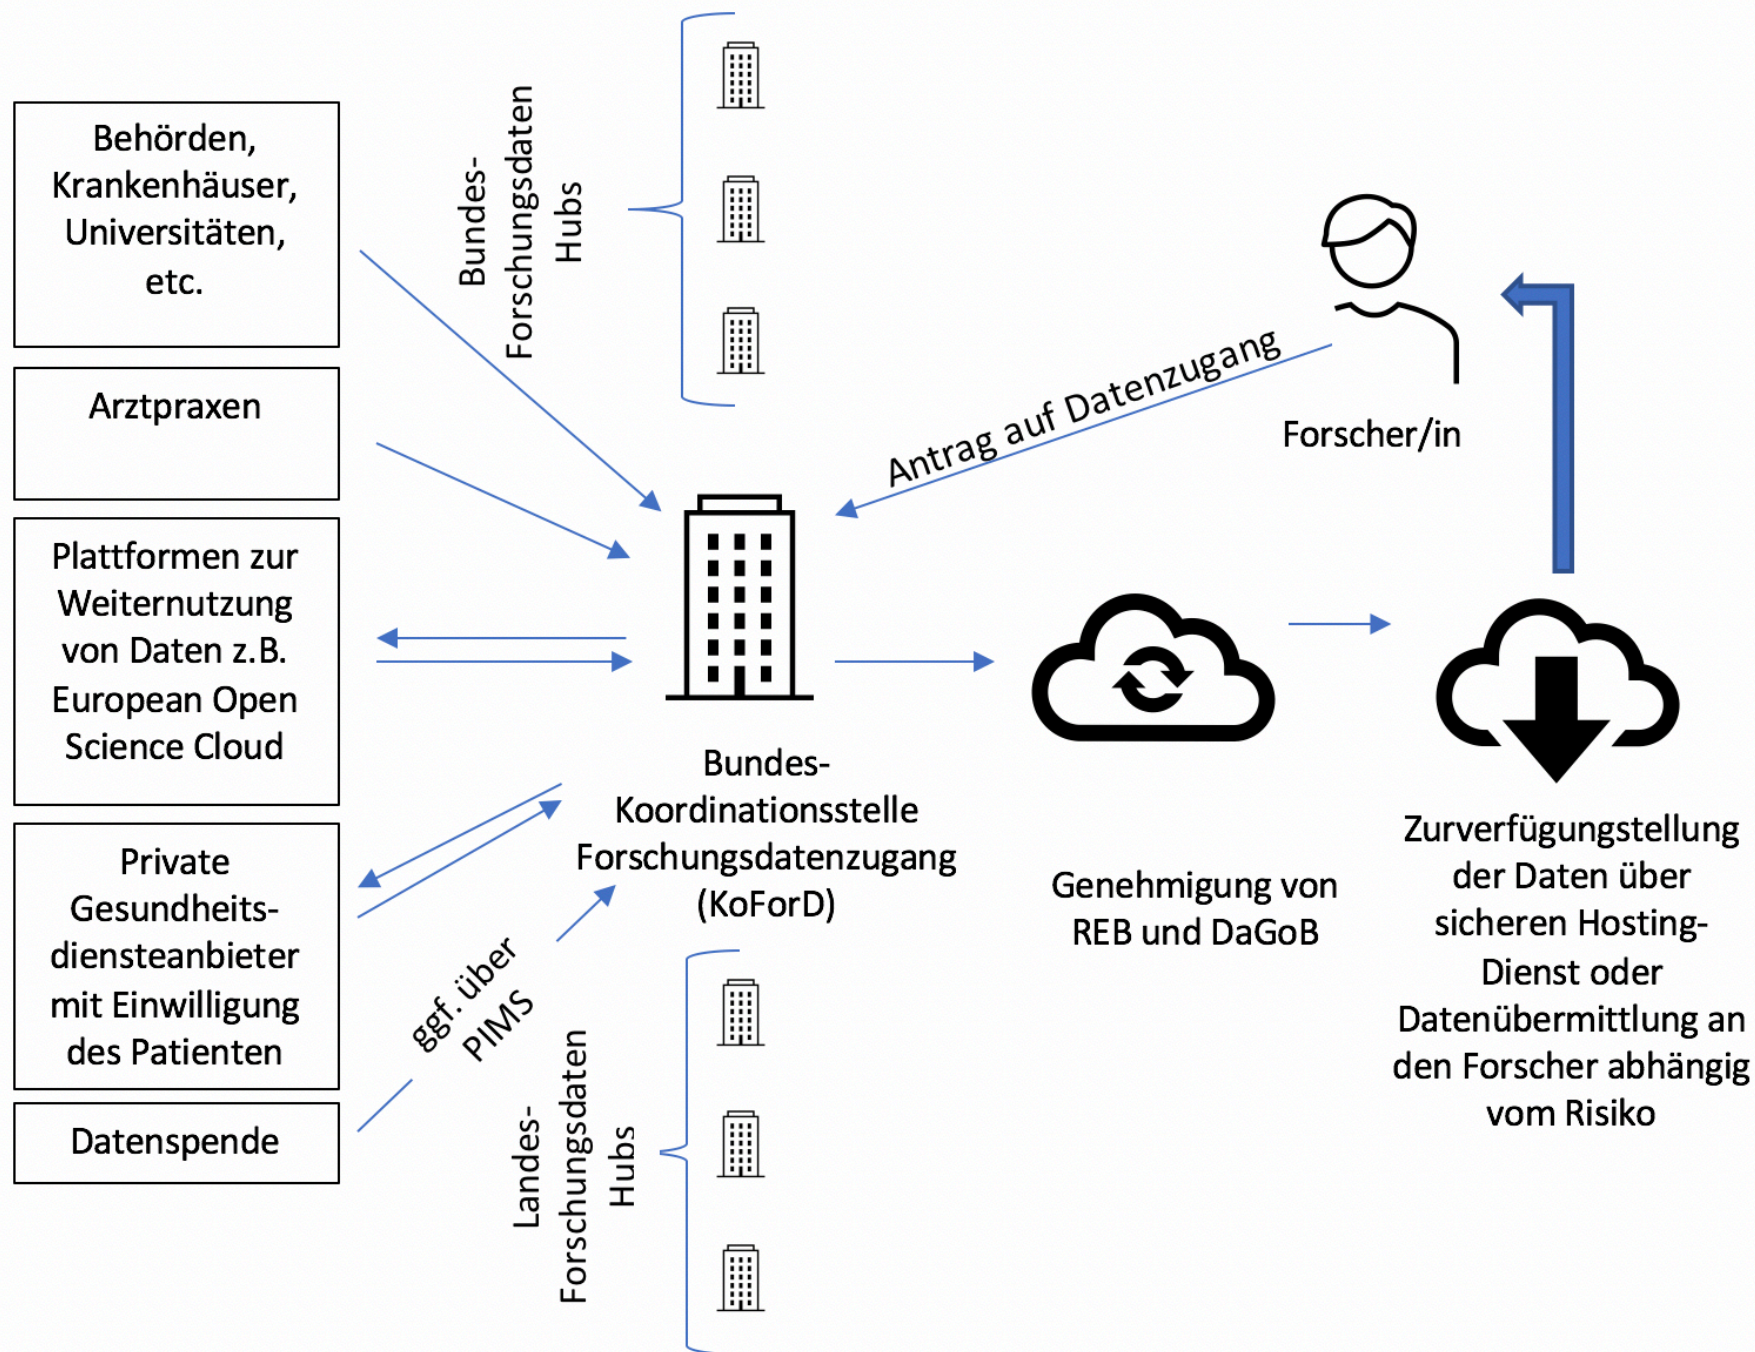 Behörden,
Krankenhäuser,
Universitäten,
etc.
Arztpraxen
Plattformen zur
Weiternutzung
von Daten z.B.
European Open
Science Cloud
Private
Gesundheits-
diensteanbieter
mit Einwilligung
des Patienten
Datenspende
Bundes-
Forschungsdaten
Hubs
ggf. über
PIMS
Landes-
Forschungsdaten
Hubs
Bundes-
Koordinationsstelle
Forschungsdatenzugang
(KoForD)
Antrag auf Datenzugang
Forscher/in
Genehmigung von
REB und DaGoB
Zurverfügungstellung
der Daten über
sicheren Hosting-
Dienst oder
Datenübermittlung an
den Forscher abhängig
vom Risiko